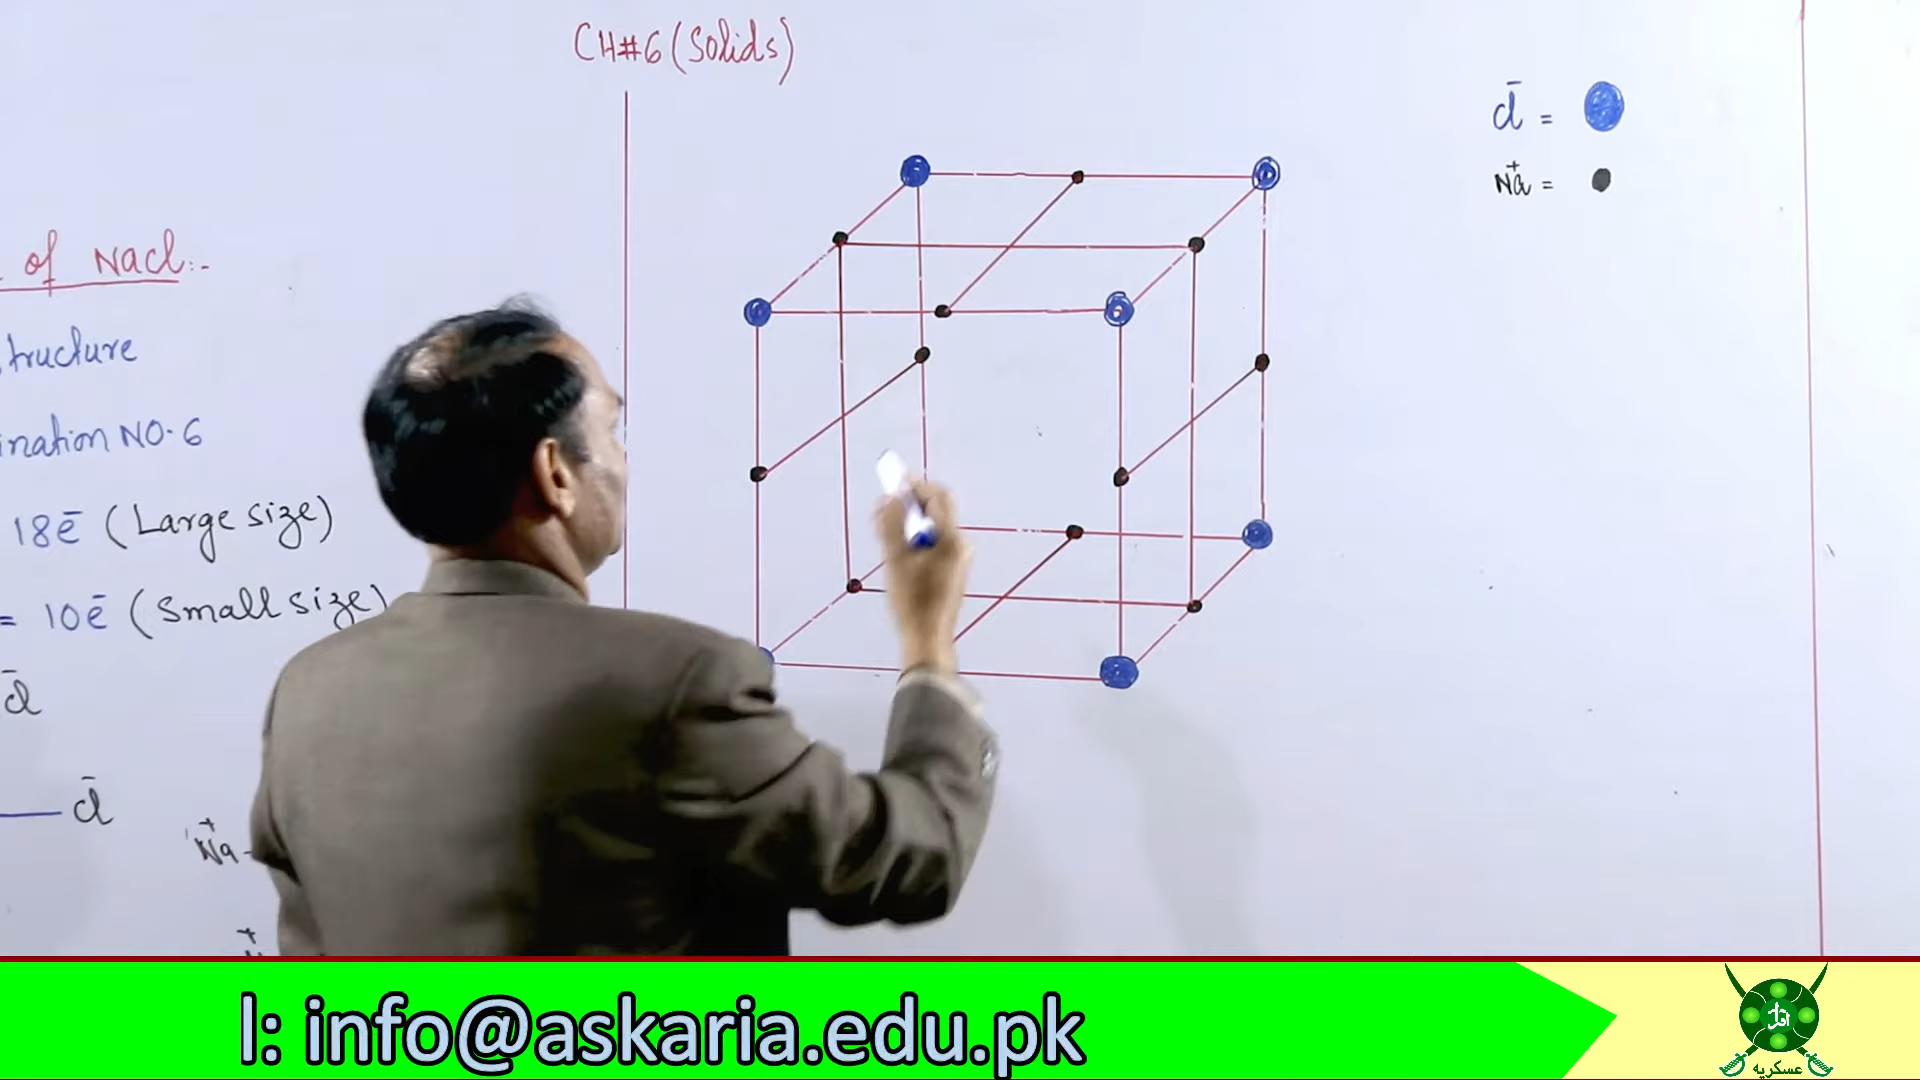 CH#6 (Solids)
of NaCl:-
tructure
ination NO. 6
18ē (Large size)
= 10ē (Small size)
Cl⁻
Cl⁻
Na⁺
Cl⁻ =
Na⁺ =
l: info@askaria.edu.pk
اقرا
عسکریہ